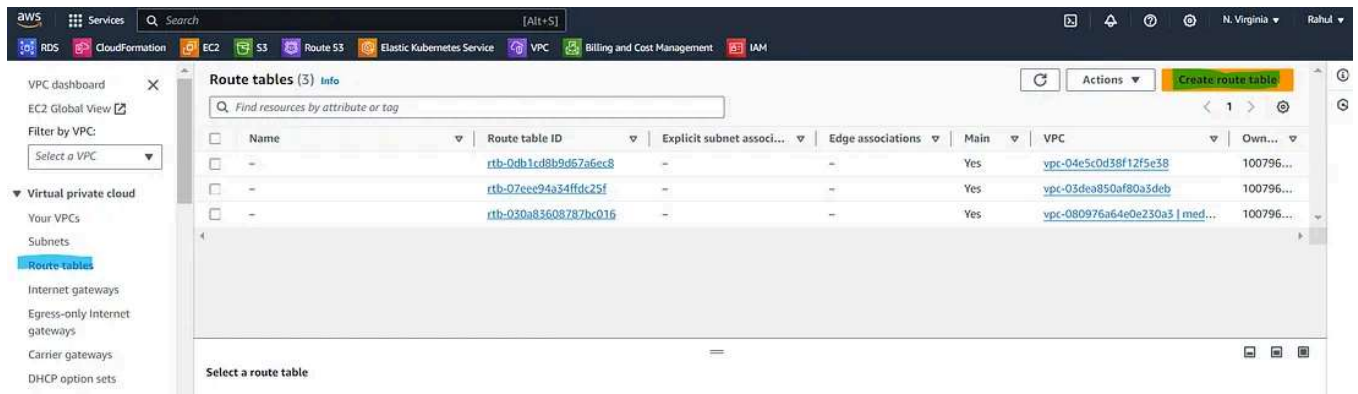 aws Services Search [Alt+S] N. Virginia Rahul
RDS CloudFormation EC2 S3 Route 53 Elastic Kubernetes Service VPC Billing and Cost Management IAM
VPC dashboard
EC2 Global View
Filter by VPC:
Select a VPC
Virtual private cloud
Your VPCs
Subnets
Route tables
Internet gateways
Egress-only Internet
gateways
Carrier gateways
DHCP option sets
Route tables (3) Info Actions Create route table
Find resources by attribute or tag 1
Name Route table ID Explicit subnet associ... Edge associations Main VPC Own...
– rtb-0db1cd8b9d67a6ec8 – – Yes vpc-04e5c0d38f12f5e38 100796...
– rtb-07eee94a34ffdc25f – – Yes vpc-03dea850af80a3deb 100796...
– rtb-030a83608787bc016 – – Yes vpc-080976a64e0e230a3 | med... 100796...
Select a route table